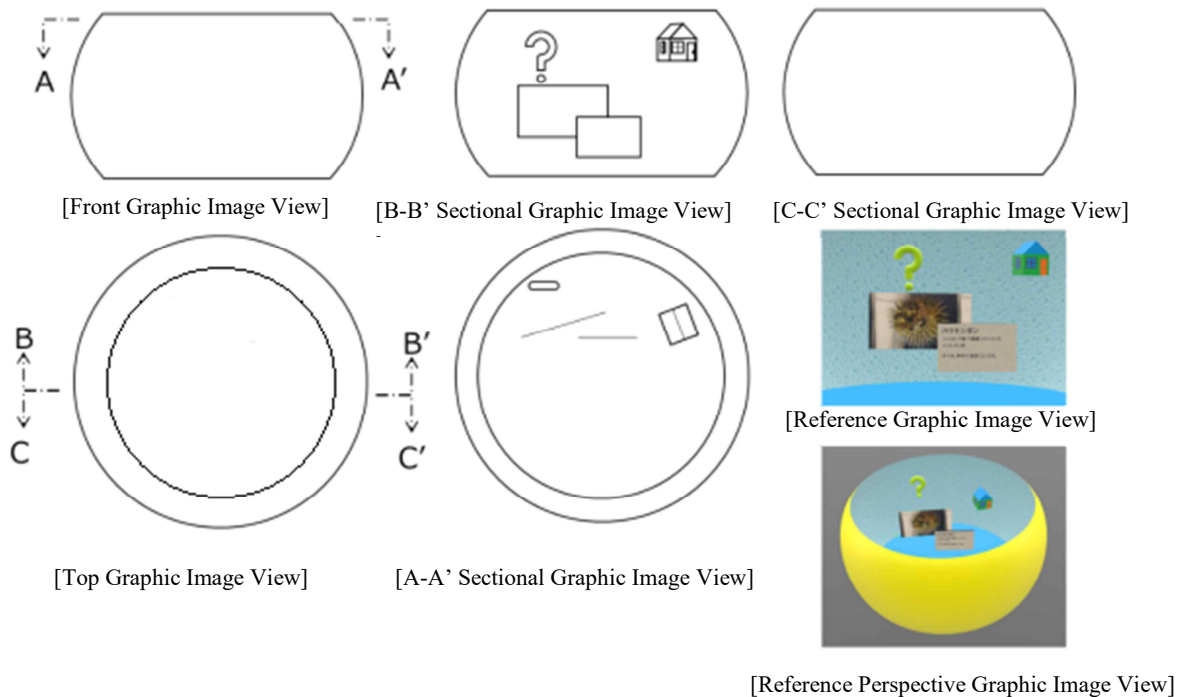 A
A′
[Front Graphic Image View]
?
[B-B’ Sectional Graphic Image View]
[C-C’ Sectional Graphic Image View]
B
B′
C
C′
?
[Reference Graphic Image View]
[Top Graphic Image View]
[A-A’ Sectional Graphic Image View]
?
[Reference Perspective Graphic Image View]